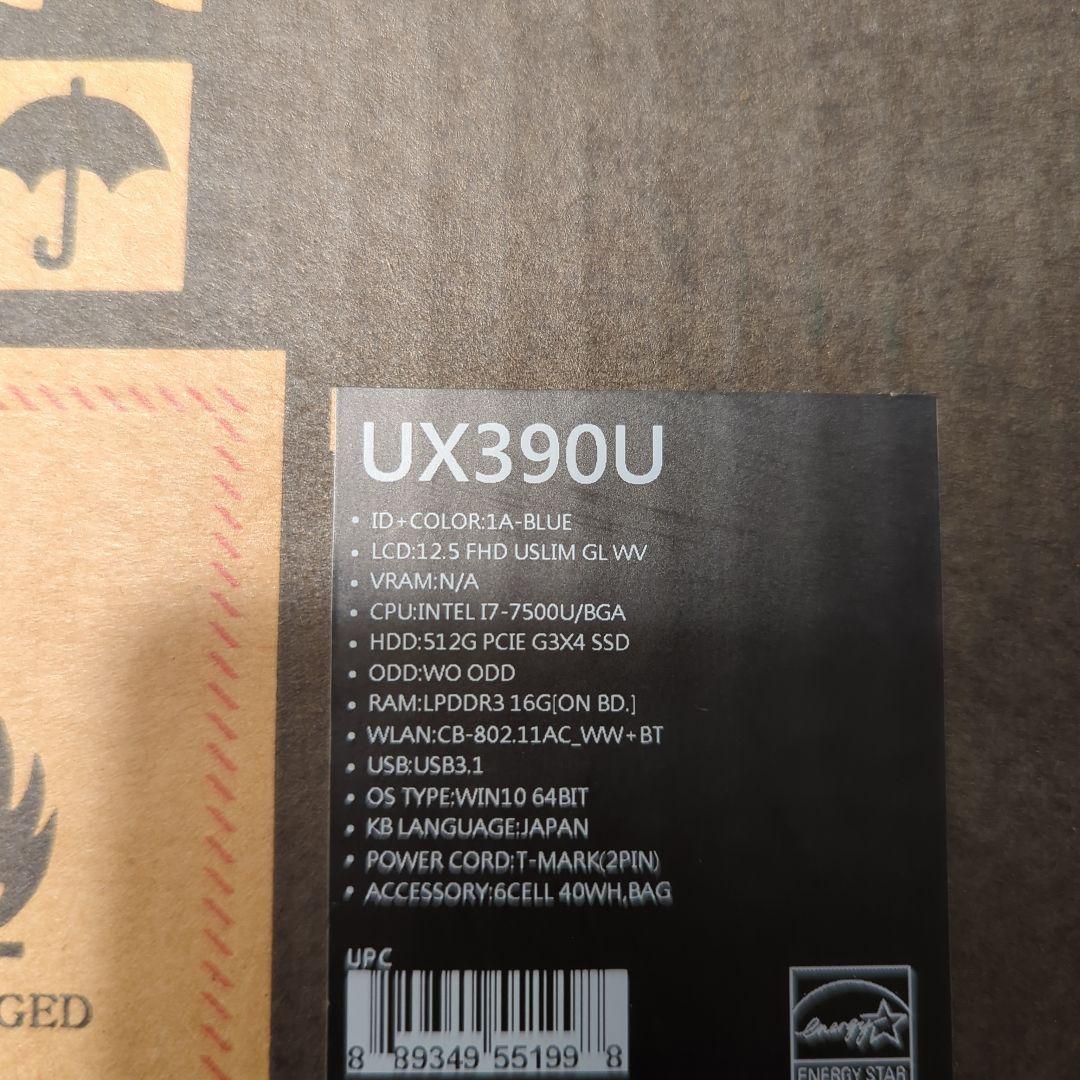 UX390U
• ID+COLOR:1A-BLUE
• LCD:12.5 FHD USLIM GL WV
• VRAM:N/A
• CPU:INTEL I7-7500U/BGA
• HDD:512G PCIE G3X4 SSD
• ODD:WO ODD
• RAM:LPDDR3 16G[ON BD.]
• WLAN:CB-802.11AC_WW+BT
• USB:USB3.1
• OS TYPE:WIN10 64BIT
• KB LANGUAGE:JAPAN
• POWER CORD:T-MARK(2PIN)
• ACCESSORY:6CELL 40WH,BAG
UPC
8 89349 55199 8
energy
ENERGY STAR
GED